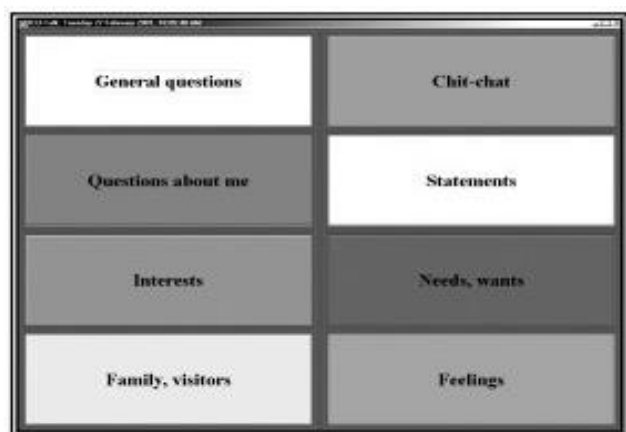 General questions
Chit-chat
Questions about me
Statements
Interests
Needs, wants
Family, visitors
Feelings